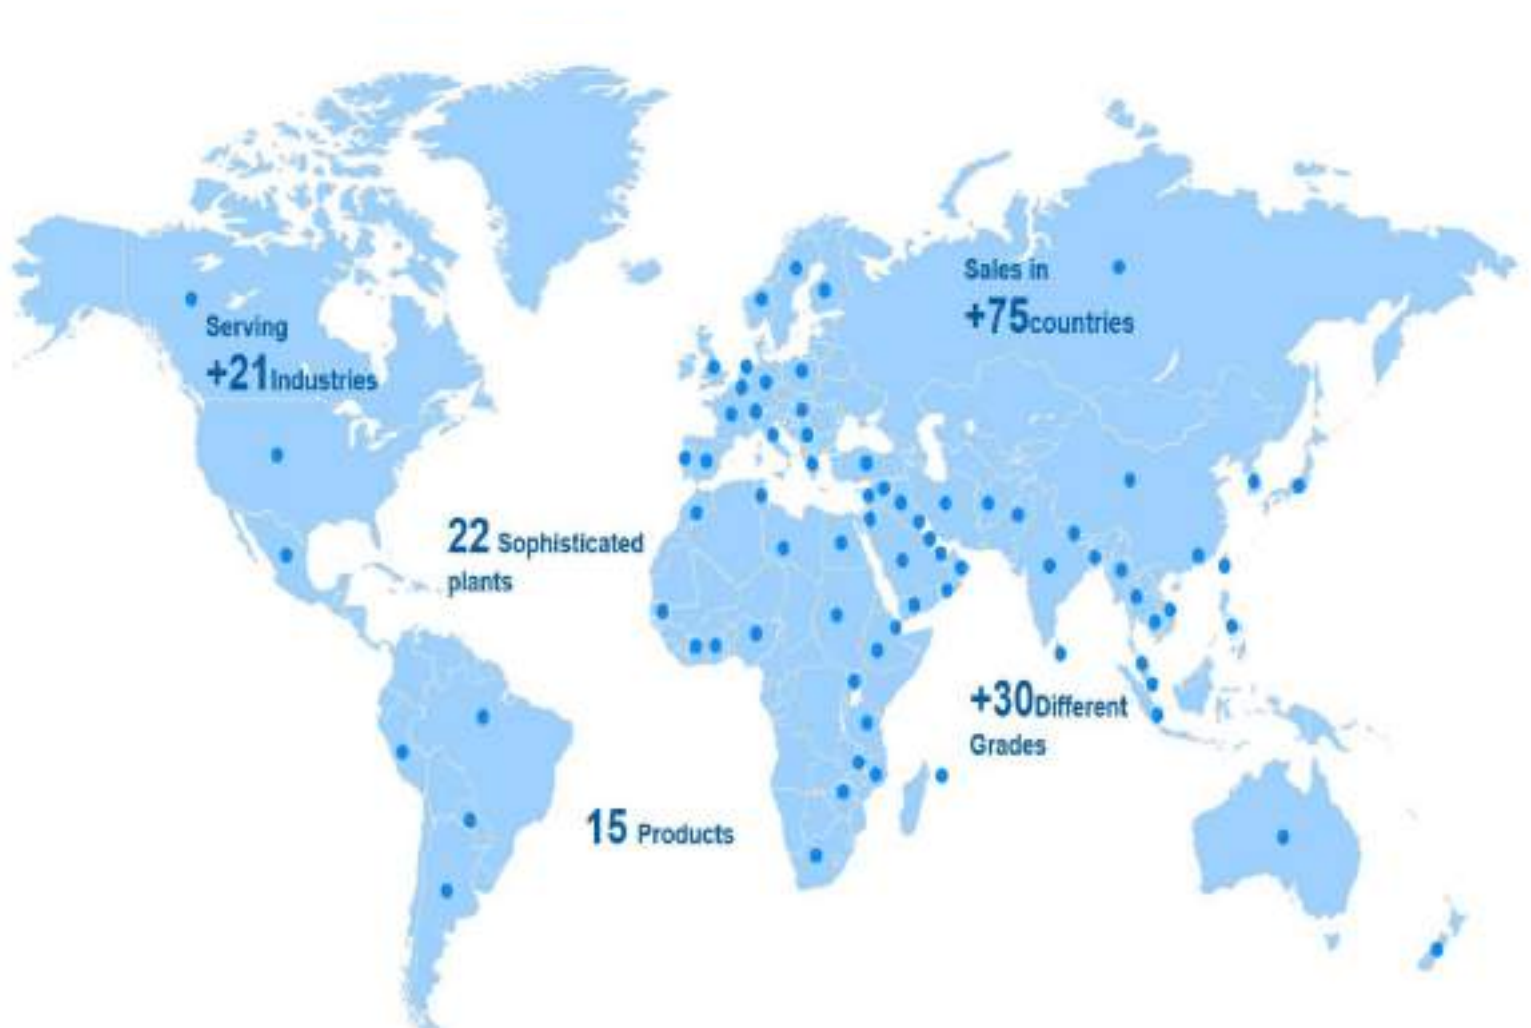 Sales in
+75countries
Serving
+21Industries
22 Sophisticated
plants
+30Different
Grades
15 Products